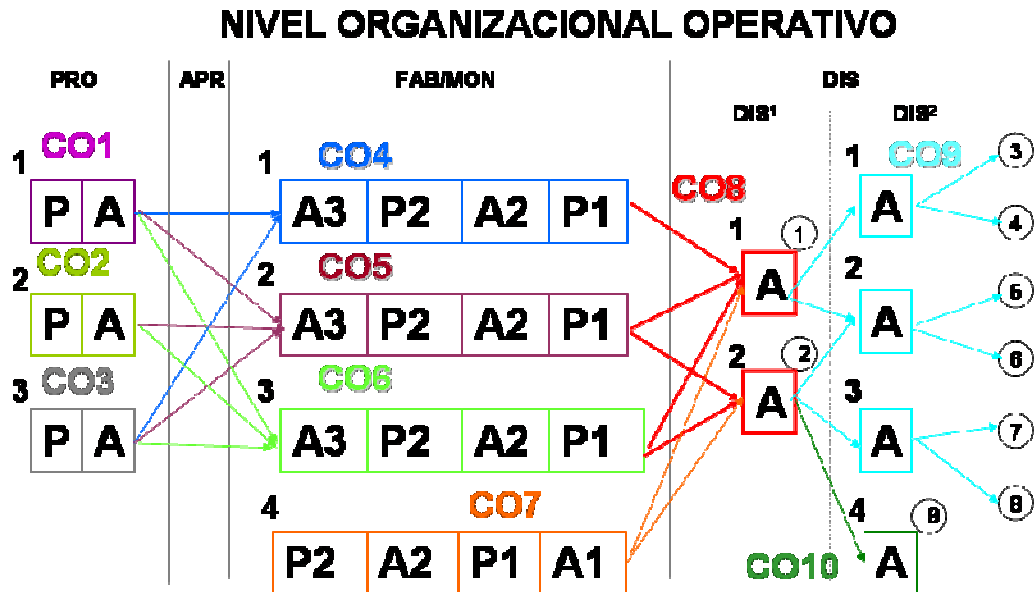 NIVEL ORGANIZACIONAL OPERATIVO
PRO APR FAB/MON DIS
DIS¹ DIS²
1 CO1 1 CO4 1 CO9 3
P A A3 P2 A2 P1 CO8 A 4
1 1
CO2 CO5 A 2
2 P A 2 A3 P2 A2 P1 A 5
6
3 CO3 3 CO6 2 2 3
P A A3 P2 A2 P1 A A 7
8
4 CO7 4 9
P2 A2 P1 A1 CO10 A